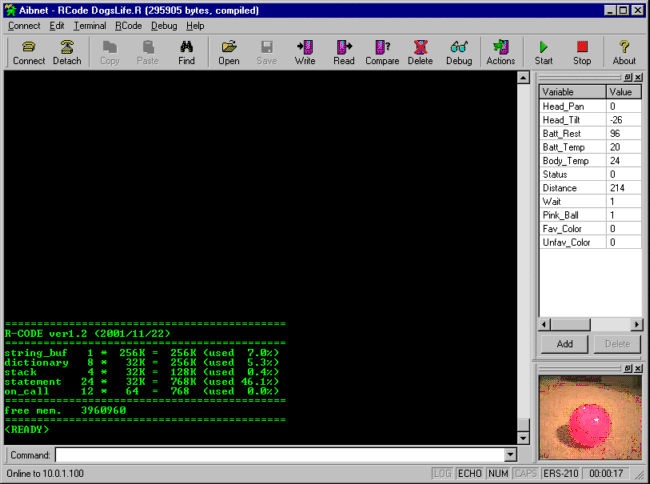 Aibnet - RCode DogsLife.R (295905 bytes, compiled)
Connect Edit Terminal RCode Debug Help
Connect Detach Copy Paste Find Open Save Write Read Compare Delete Debug Actions Start Stop About
Variable Value
Head_Pan 0
Head_Tilt -26
Batt_Rest 96
Batt_Temp 20
Body_Temp 24
Status 0
Distance 214
Wait 1
Pink_Ball 1
Fav_Color 0
Unfav_Color 0
Add Delete
============================================
R-CODE ver1.2 (2001/11/22)
============================================
string_buf 1 * 256K = 256K (used 7.0%)
dictionary 8 * 32K = 256K (used 5.3%)
stack 4 * 32K = 128K (used 0.4%)
statement 24 * 32K = 768K (used 46.1%)
on_call 12 * 64 = 768 (used 0.0%)
============================================
free mem. 3960960
============================================
<READY>
Command:
Online to 10.0.1.100 LOG ECHO NUM CAPS ERS-210 00:00:17